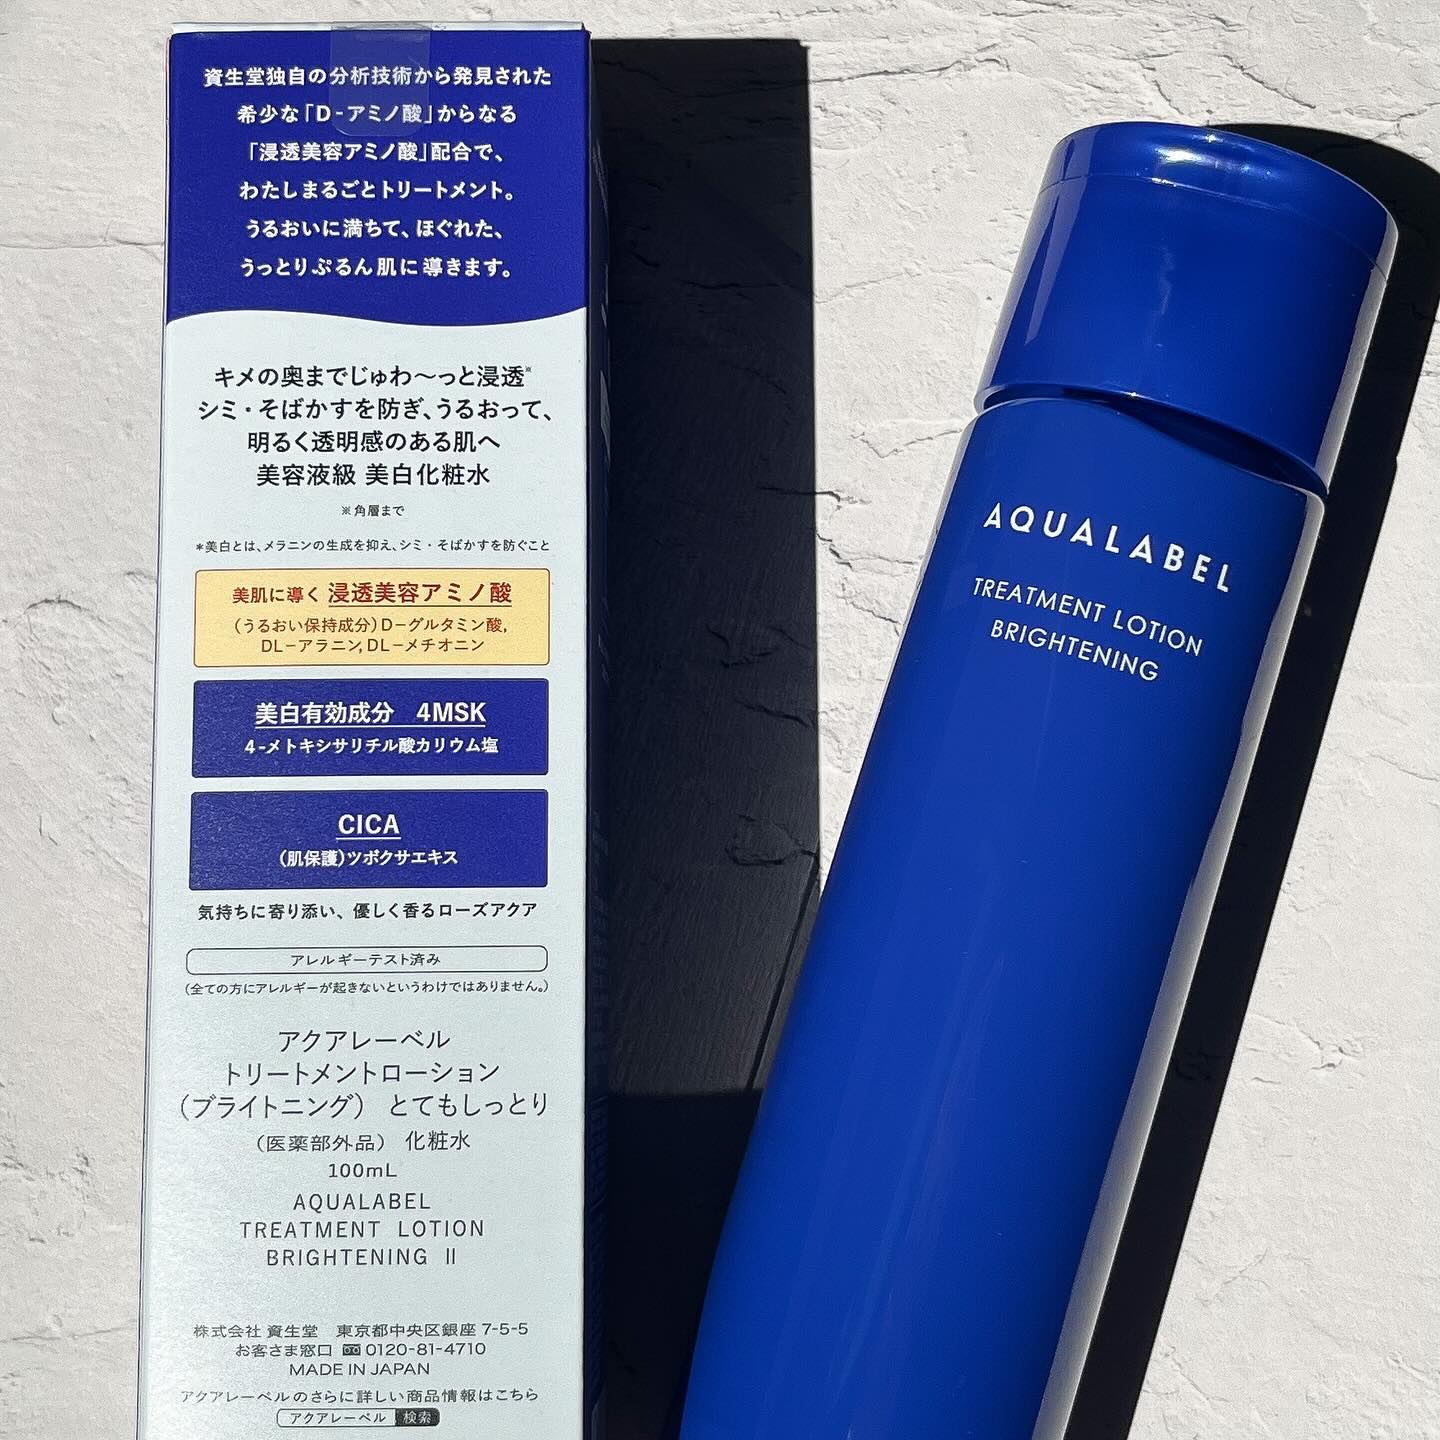 資生堂独自の分析技術から発見された
希少な「D-アミノ酸」からなる
「浸透美容アミノ酸」配合で、
わたしまるごとトリートメント。
うるおいに満ちて、ほぐれた、
うっとりぷるん肌に導きます。
キメの奥までじゅわ〜っと浸透※
シミ・そばかすを防ぎ、うるおって、
明るく透明感のある肌へ
美容液級 美白化粧水
※角層まで
*美白とは、メラニンの生成を抑え、シミ・そばかすを防ぐこと
美肌に導く 浸透美容アミノ酸
(うるおい保持成分)D-グルタミン酸,
DL-アラニン,DL-メチオニン
美白有効成分 4MSK
4-メトキシサリチル酸カリウム塩
CICA
(肌保護)ツボクサエキス
気持ちに寄り添い、優しく香るローズアクア
アレルギーテスト済み
(全ての方にアレルギーが起きないというわけではありません。)
アクアレーベル
トリートメントローション
(ブライトニング) とてもしっとり
(医薬部外品) 化粧水
100mL
AQUALABEL
TREATMENT LOTION
BRIGHTENING II
株式会社 資生堂 東京都中央区銀座 7-5-5
お客さま窓口 0120-81-4710
MADE IN JAPAN
アクアレーベルのさらに詳しい商品情報はこちら
アクアレーベル 検索
AQUALABEL
TREATMENT LOTION
BRIGHTENING